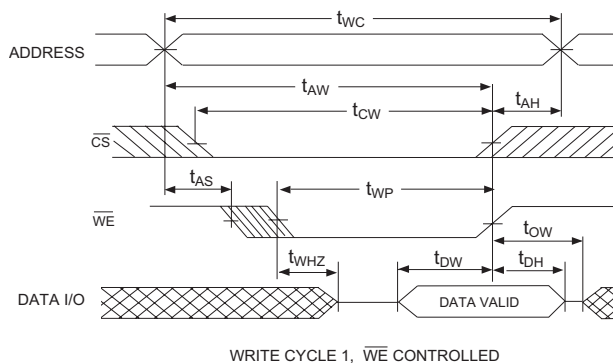 tWC
ADDRESS
tAW
tCW
tAH
CS
tAS
tWP
WE
tOW
tWHZ
tDW
tDH
DATA I/O
DATA VALID
WRITE CYCLE 1, WE CONTROLLED